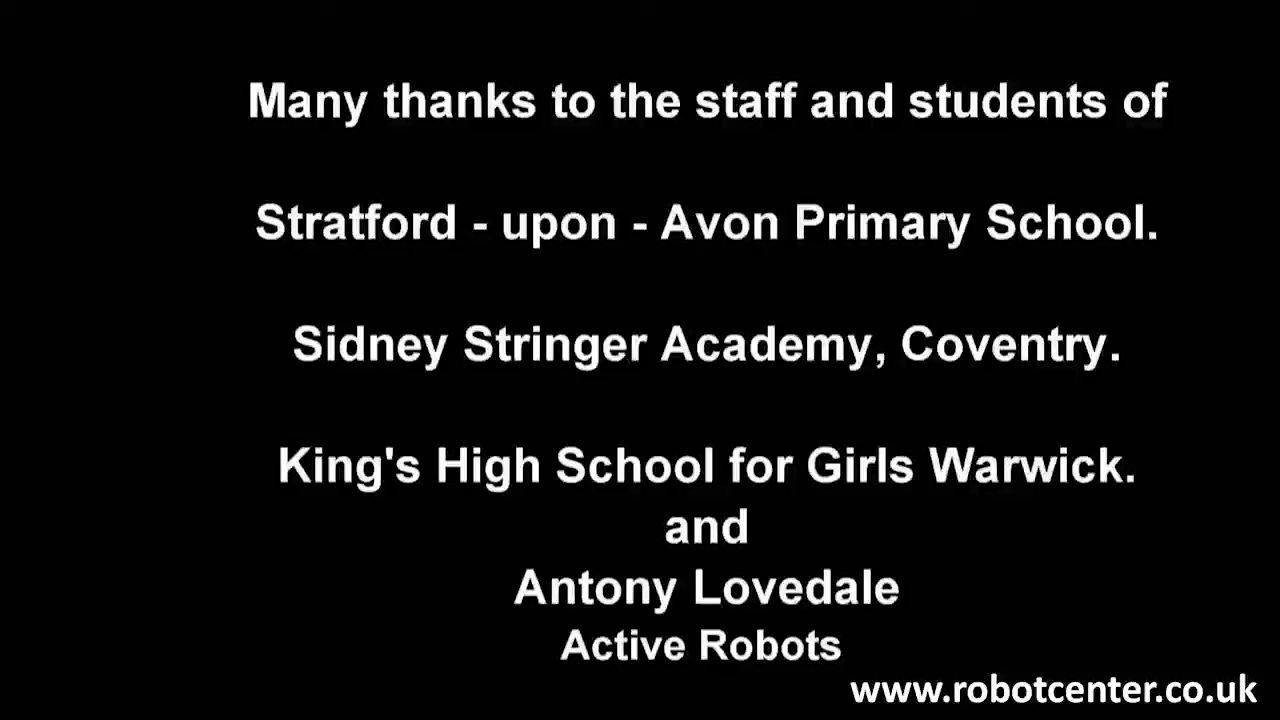 Many thanks to the staff and students of
Stratford - upon - Avon Primary School.
Sidney Stringer Academy, Coventry.
King's High School for Girls Warwick.
and
Antony Lovedale
Active Robots
www.robotcenter.co.uk